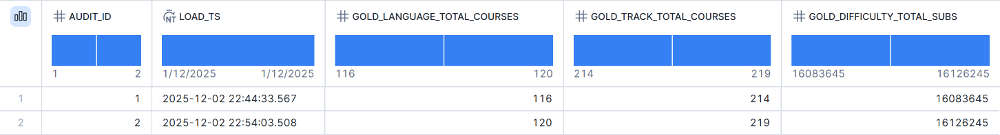 AUDIT_ID LOAD_TS GOLD_LANGUAGE_TOTAL_COURSES GOLD_TRACK_TOTAL_COURSES GOLD_DIFFICULTY_TOTAL_SUBS
1 2 1/12/2025 1/12/2025 116 120 214 219 16083645 16126245
1 1 2025-12-02 22:44:33.567 116 214 16083645
2 2 2025-12-02 22:54:03.508 120 219 16126245